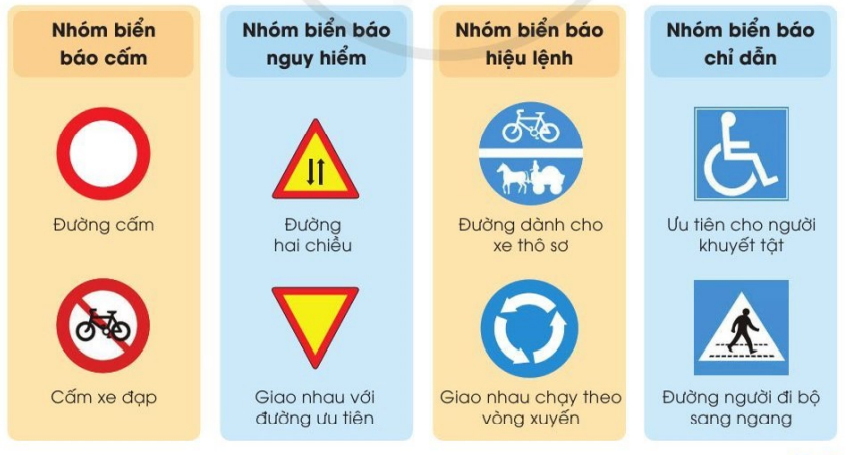 Nhóm biển
báo cấm
Đường cấm
Cấm xe đạp
Nhóm biển báo
nguy hiểm
Đường
hai chiều
Giao nhau với
đường ưu tiên
Nhóm biển báo
hiệu lệnh
Đường dành cho
xe thô sơ
Giao nhau chạy theo
vòng xuyến
Nhóm biển báo
chỉ dẫn
Ưu tiên cho người
khuyết tật
Đường người đi bộ
sang ngang